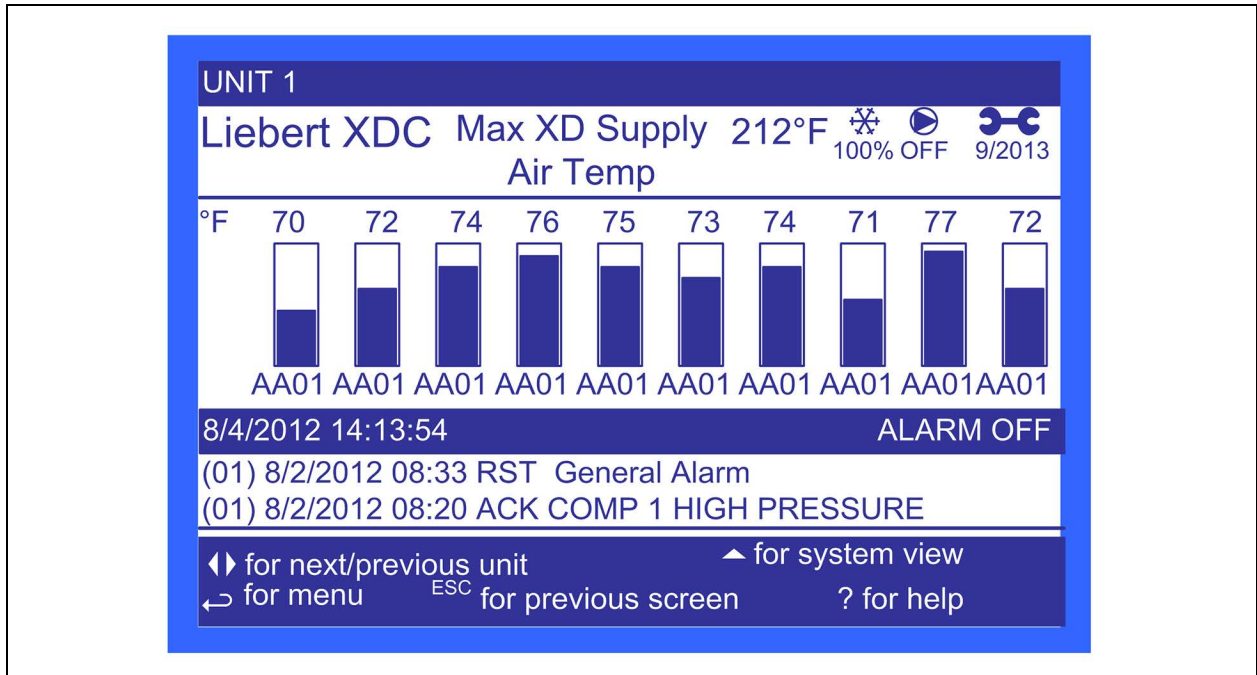 UNIT 1
Liebert XDC Max XD Supply Air Temp 212°F 100% OFF 9/2013
°F 70 72 74 76 75 73 74 71 77 72
AA01 AA01 AA01 AA01 AA01 AA01 AA01 AA01 AA01 AA01
8/4/2012 14:13:54 ALARM OFF
(01) 8/2/2012 08:33 RST General Alarm
(01) 8/2/2012 08:20 ACK COMP 1 HIGH PRESSURE
for next/previous unit for system view
for menu ESC for previous screen ? for help